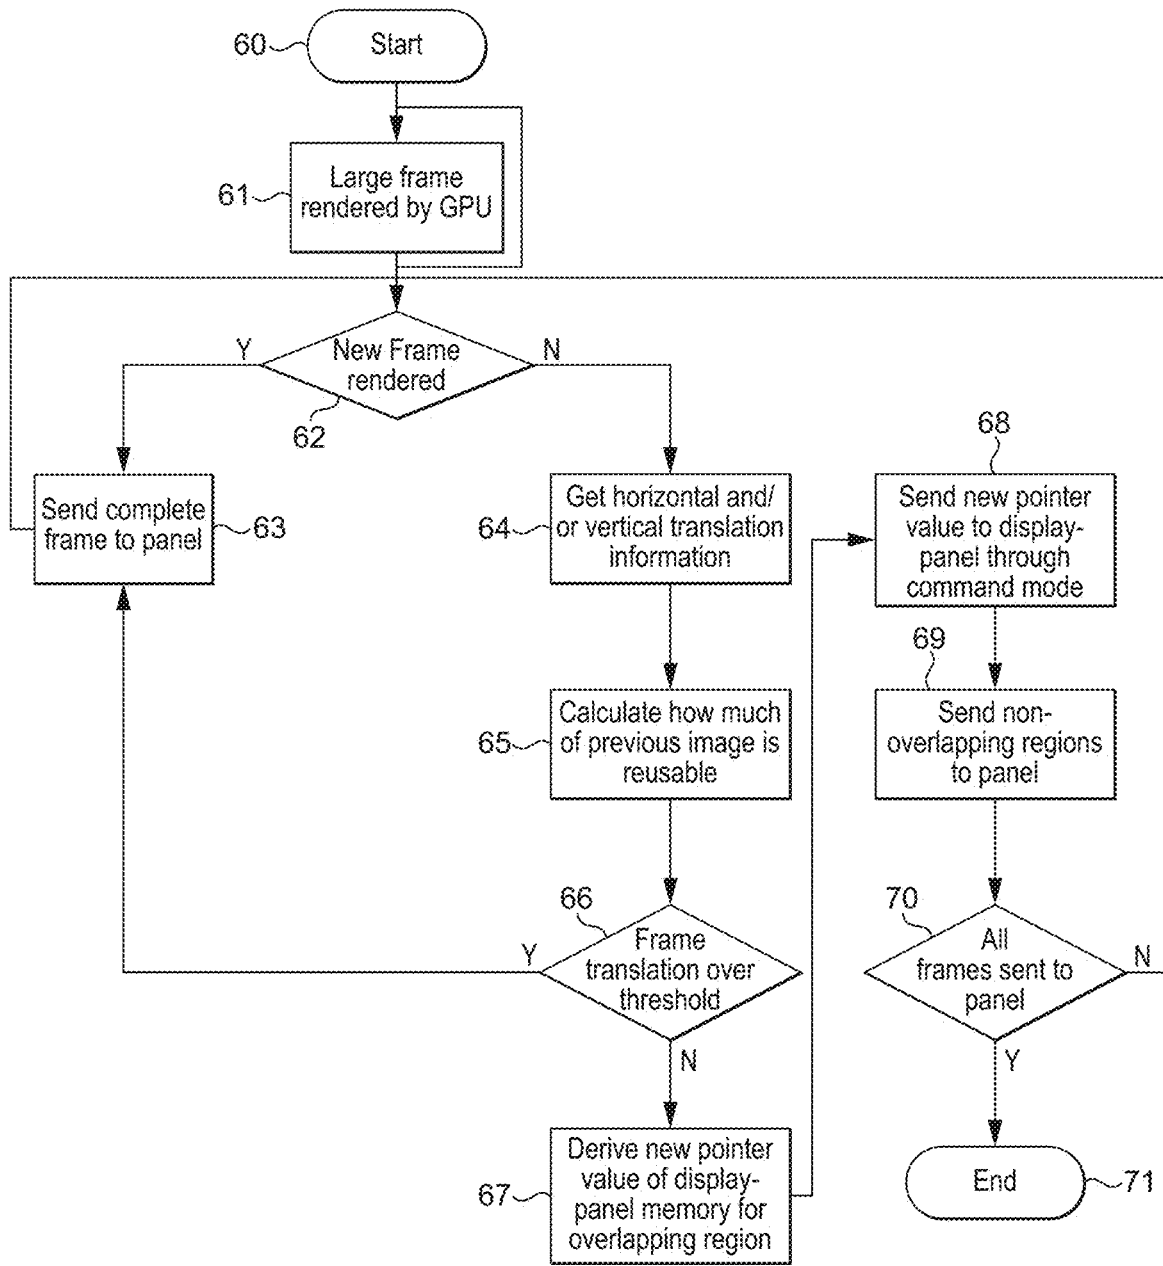 60
Start
61
Large frame
rendered by GPU
Y
New Frame
rendered
N
62
Send complete
frame to panel
63
64
Get horizontal and/
or vertical translation
information
68
Send new pointer
value to display-
panel through
command mode
65
Calculate how much
of previous image is
reusable
69
Send non-
overlapping regions
to panel
66
Y
Frame
translation over
threshold
N
70
All
frames sent to
panel
N
Y
67
Derive new pointer
value of display-
panel memory for
overlapping region
End
71